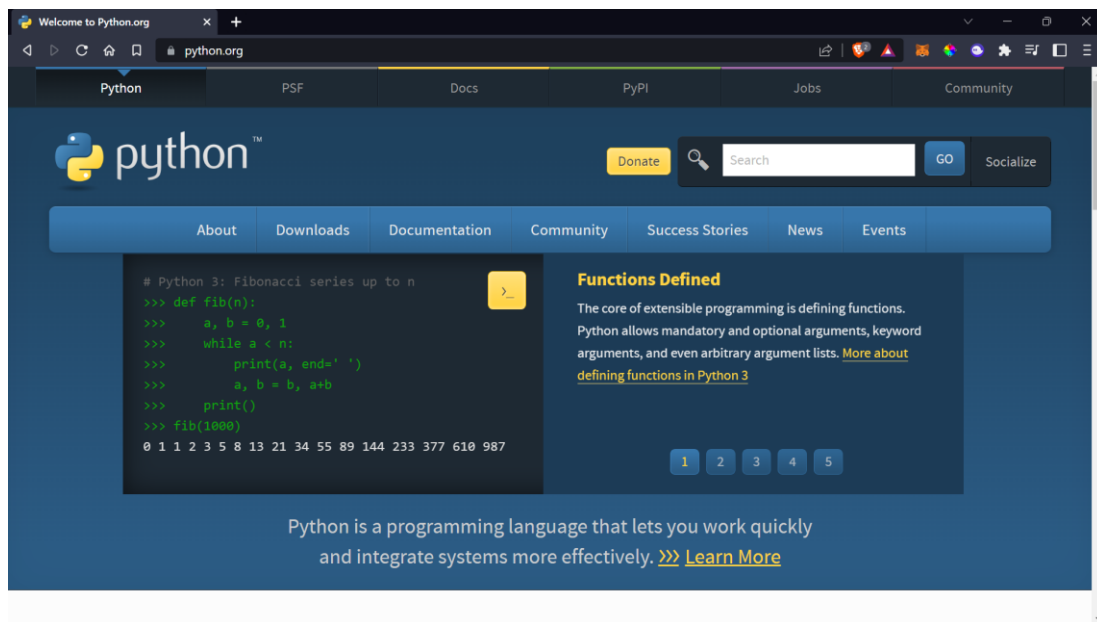 Welcome to Python.org
python.org
Python PSF Docs PyPI Jobs Community
python™
Donate Search GO Socialize
About Downloads Documentation Community Success Stories News Events
# Python 3: Fibonacci series up to n
>>> def fib(n):
>>>     a, b = 0, 1
>>>     while a < n:
>>>         print(a, end=' ')
>>>         a, b = b, a+b
>>>     print()
>>> fib(1000)
0 1 1 2 3 5 8 13 21 34 55 89 144 233 377 610 987
>_
Functions Defined
The core of extensible programming is defining functions.
Python allows mandatory and optional arguments, keyword
arguments, and even arbitrary argument lists. More about
defining functions in Python 3
1 2 3 4 5
Python is a programming language that lets you work quickly
and integrate systems more effectively. >>> Learn More